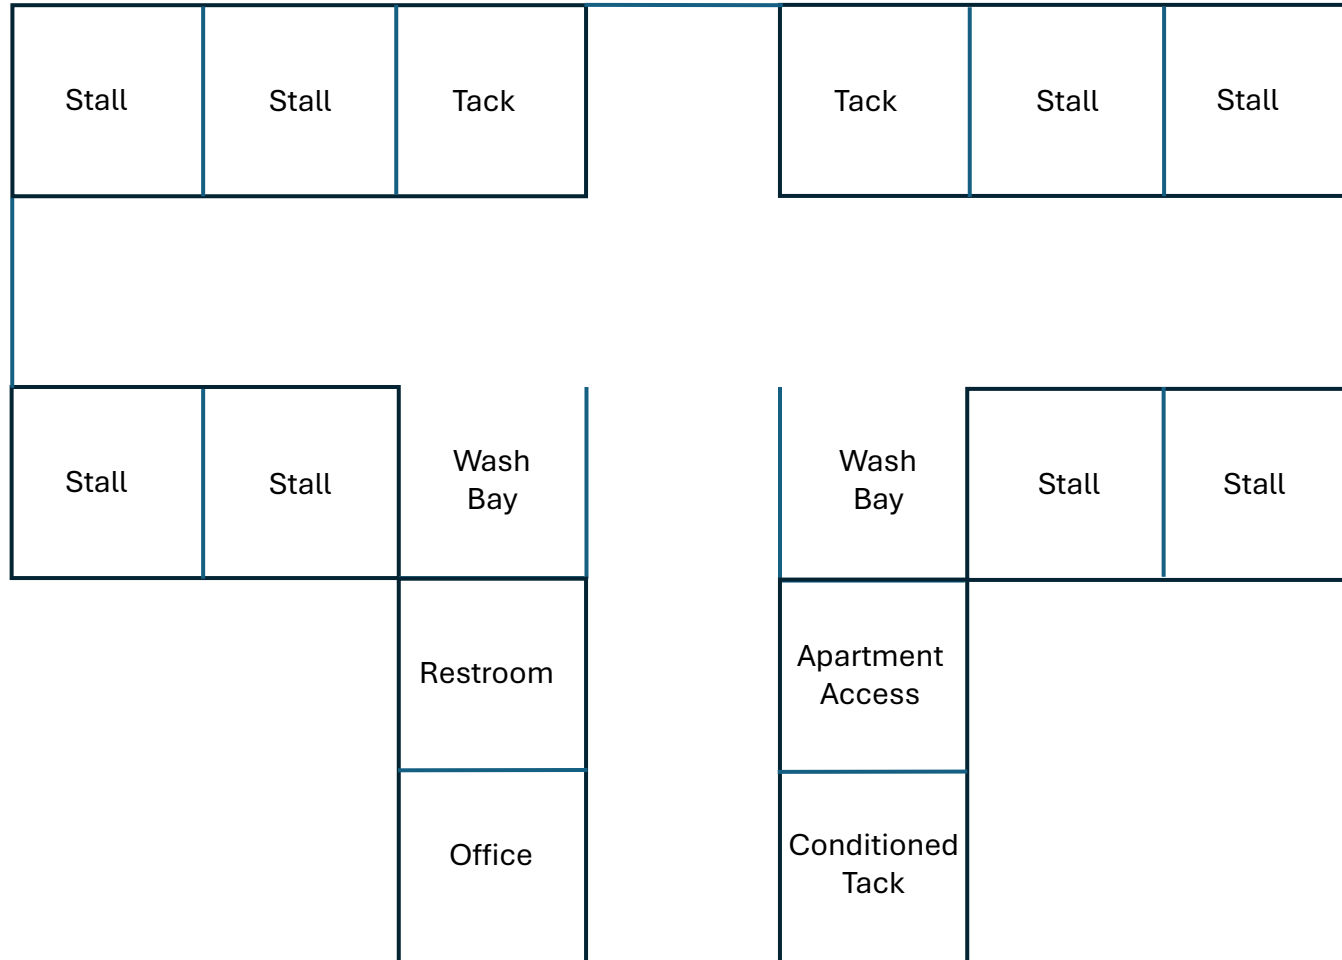 Stall
Stall
Tack
Tack
Stall
Stall
Stall
Stall
Wash
Bay
Wash
Bay
Stall
Stall
Restroom
Apartment
Access
Office
Conditioned
Tack